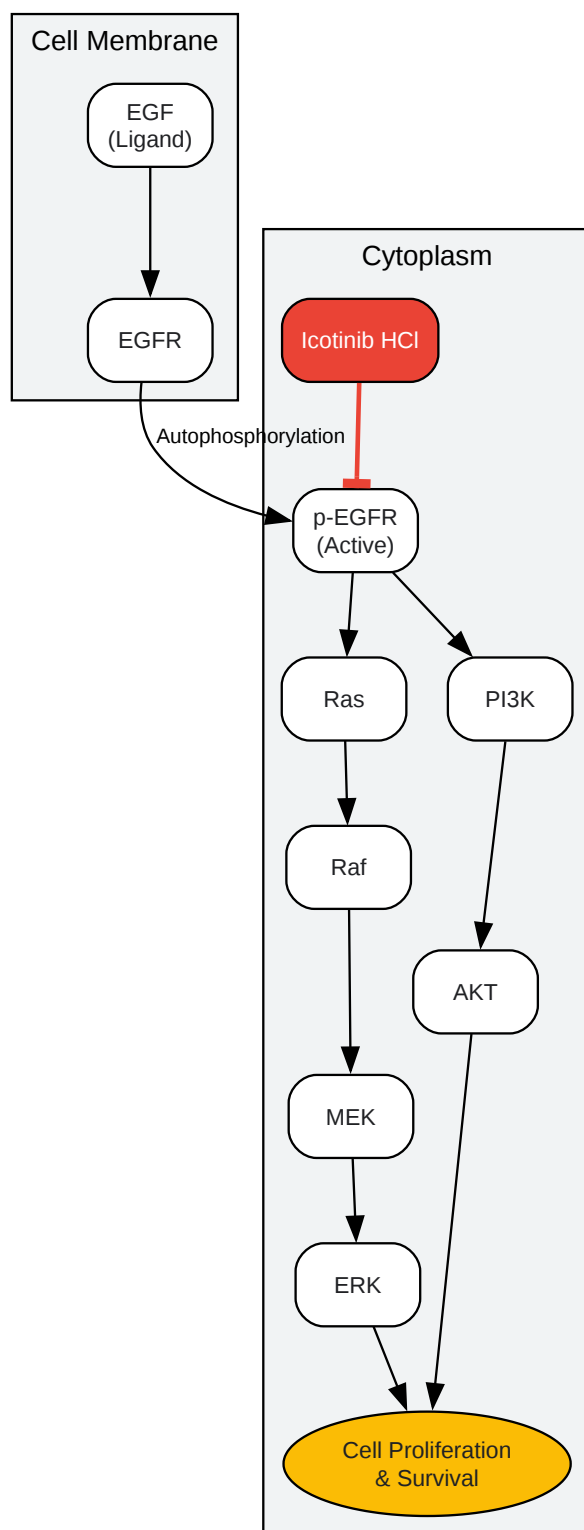 Cell Membrane
EGF
(Ligand)
EGFR
Cytoplasm
Icotinib HCl
Autophosphorylation
p-EGFR
(Active)
Ras
PI3K
Raf
AKT
MEK
ERK
Cell Proliferation
& Survival